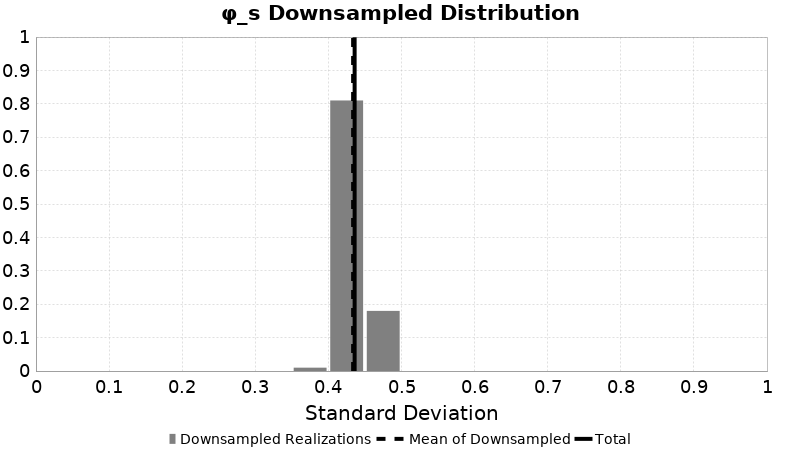 φ_s Downsampled Distribution
1
0.9
0.8
0.7
0.6
0.5
0.4
0.3
0.2
0.1
0
0 0.1 0.2 0.3 0.4 0.5 0.6 0.7 0.8 0.9 1
Standard Deviation
Downsampled Realizations Mean of Downsampled Total